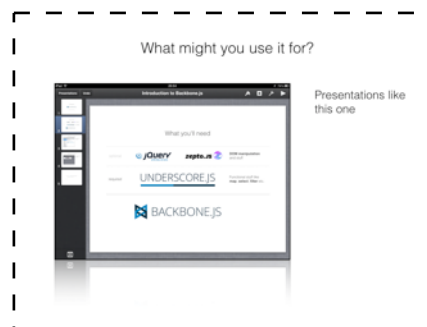 What might you use it for?
Presentations like
this one
Introduction to Backbone.js
What you'll need
jQuery zepto.js
UNDERSCORE.JS
BACKBONE.JS